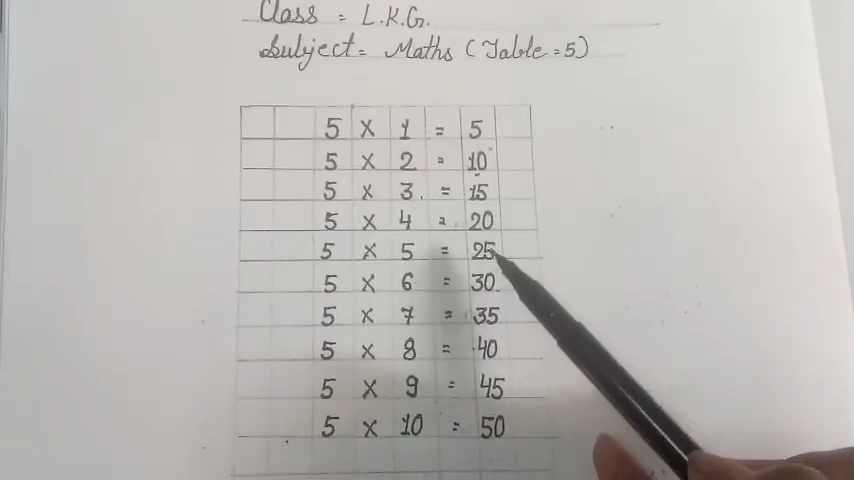 Class = L.K.G.
Subject = Maths (Table = 5)
5 X 1 = 5
5 X 2 = 10
5 X 3 = 15
5 X 4 = 20
5 X 5 = 25
5 X 6 = 30
5 X 7 = 35
5 X 8 = 40
5 X 9 = 45
5 X 10 = 50